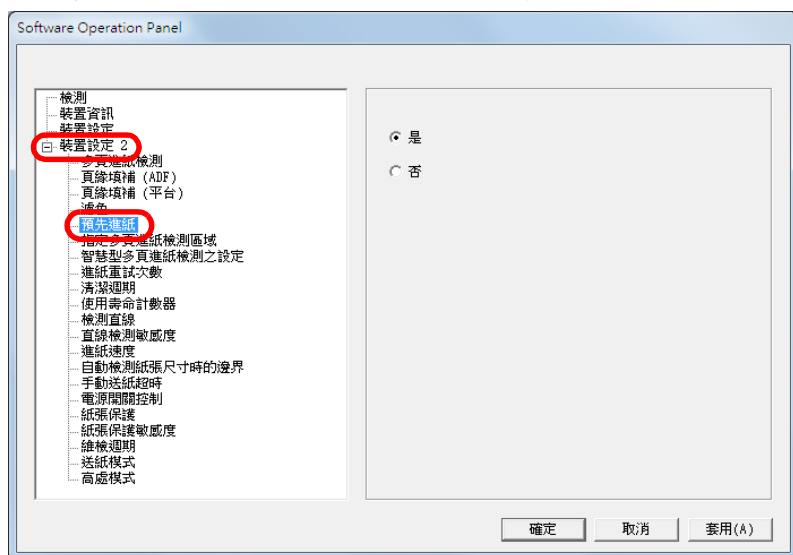 Software Operation Panel
檢測
裝置資訊
裝置設定
裝置設定 2
多頁進紙檢測
頁緣填補 (ADF)
頁緣填補 (平台)
濾色
預先進紙
指定多頁進紙檢測區域
智慧型多頁進紙檢測之設定
進紙重試次數
清潔週期
使用壽命計數器
檢測直線
直線檢測敏感度
進紙速度
自動檢測紙張尺寸時的邊界
手動送紙超時
電源開關控制
紙張保護
紙張保護敏感度
維檢週期
送紙模式
高處模式
是
否
確定 取消 套用(A)